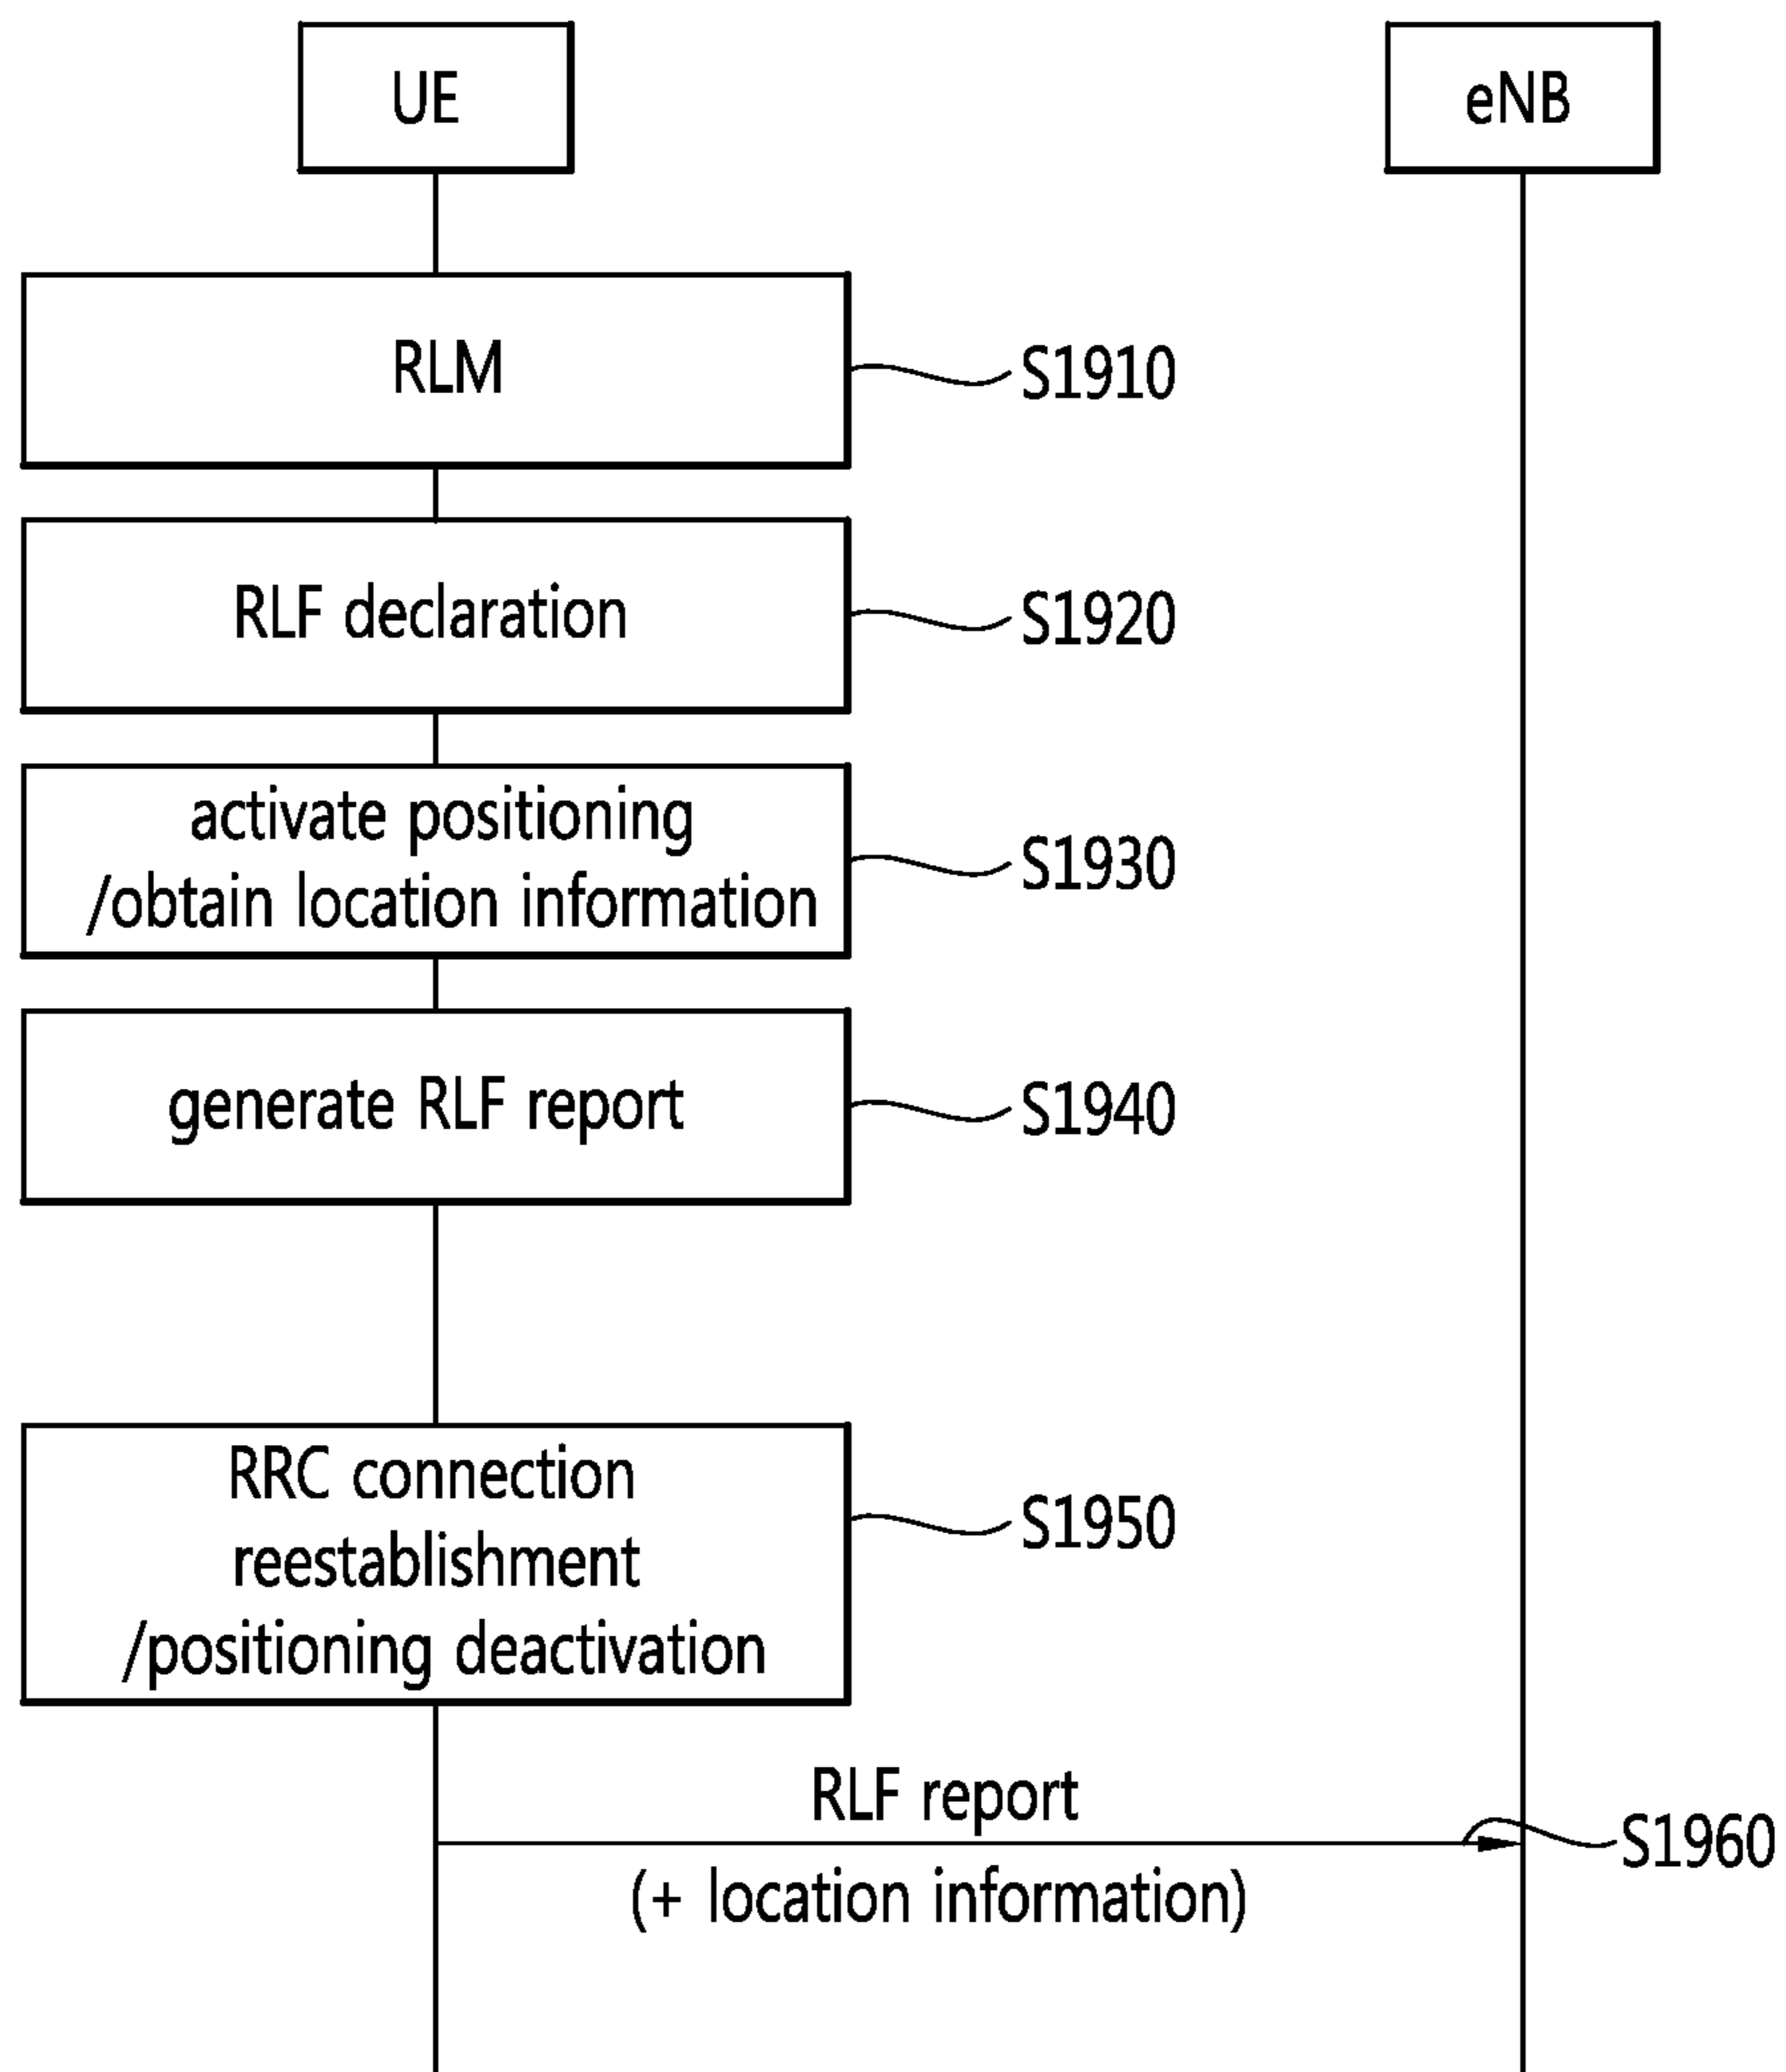 UE
eNB
RLM
S1910
RLF declaration
S1920
activate positioning
/obtain location information
S1930
generate RLF report
S1940
RRC connection
reestablishment
/positioning deactivation
S1950
RLF report
(+ location information)
S1960